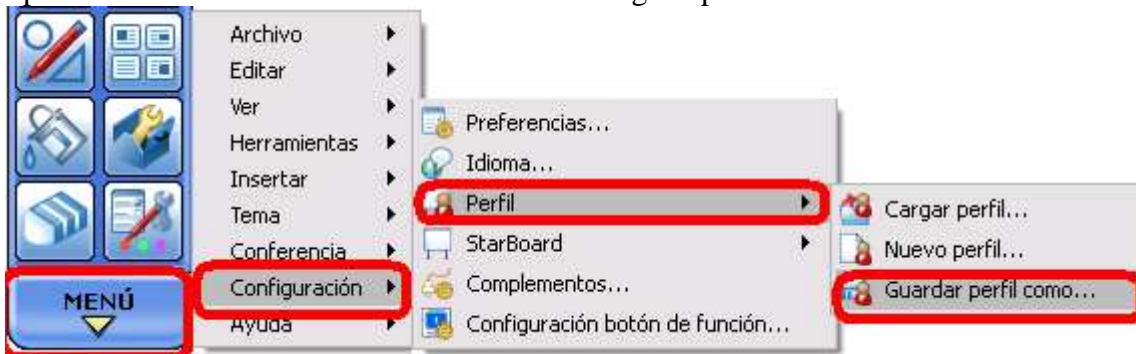 MENÚ
Archivo
Editar
Ver
Herramientas
Insertar
Tema
Conferencia
Configuración
Ayuda
Preferencias...
Idioma...
Perfil
StarBoard
Complementos...
Configuración botón de función...
Cargar perfil...
Nuevo perfil...
Guardar perfil como...